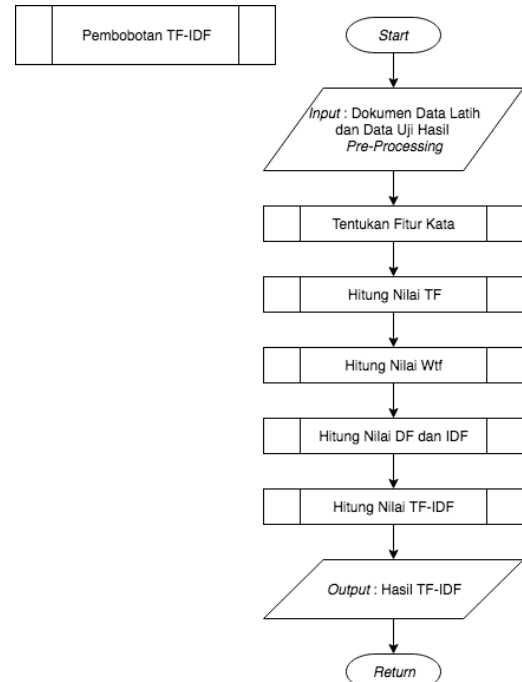 Pembobotan TF-IDF
Start
Input : Dokumen Data Latih
dan Data Uji Hasil
Pre-Processing
Tentukan Fitur Kata
Hitung Nilai TF
Hitung Nilai Wtf
Hitung Nilai DF dan IDF
Hitung Nilai TF-IDF
Output : Hasil TF-IDF
Return